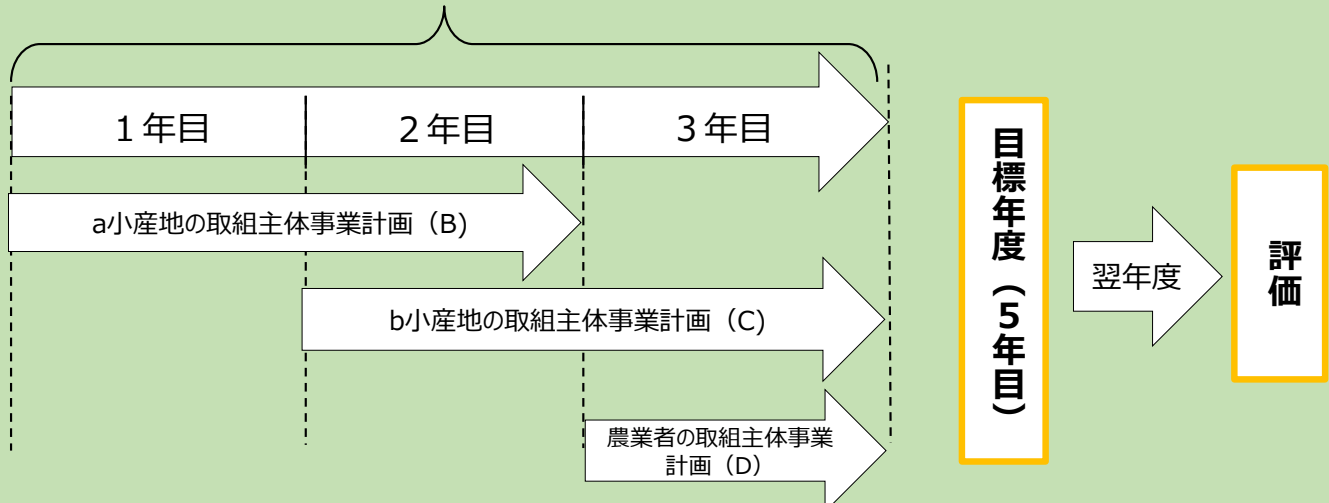 １年目
２年目
３年目
a小産地の取組主体事業計画（B)
b小産地の取組主体事業計画（C)
農業者の取組主体事業
計画（D）
目標年度（５年目）
翌年度
評価